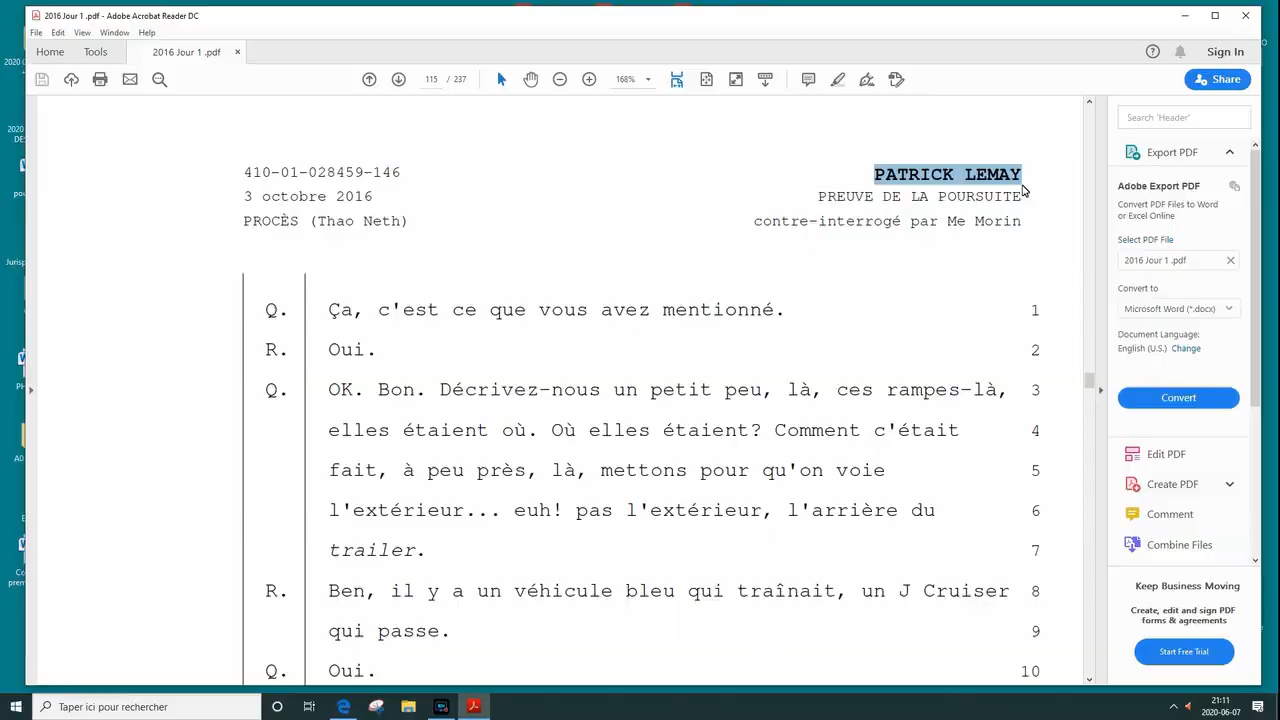 2016 Jour 1 .pdf - Adobe Acrobat Reader DC
File Edit View Window Help
Home Tools 2016 Jour 1 .pdf × Sign In
115 / 237 168% Share
410-01-028459-146 PATRICK LEMAY
3 octobre 2016 PREUVE DE LA POURSUITE
PROCÈS (Thao Neth) contre-interrogé par Me Morin
Q. Ça, c'est ce que vous avez mentionné. 1
R. Oui. 2
Q. OK. Bon. Décrivez-nous un petit peu, là, ces rampes-là, 3
elles étaient où. Où elles étaient? Comment c'était 4
fait, à peu près, là, mettons pour qu'on voie 5
l'extérieur... euh! pas l'extérieur, l'arrière du 6
trailer. 7
R. Ben, il y a un véhicule bleu qui traînait, un J Cruiser 8
qui passe. 9
Q. Oui. 10
Search 'Header'
Export PDF
Adobe Export PDF
Convert PDF Files to Word
or Excel Online
Select PDF File
2016 Jour 1 .pdf
Convert to
Microsoft Word (*.docx)
Document Language:
English (U.S.) Change
Convert
Edit PDF
Create PDF
Comment
Combine Files
Keep Business Moving
Create, edit and sign PDF
forms & agreements
Start Free Trial
Taper ici pour rechercher
21:11
2020-06-07